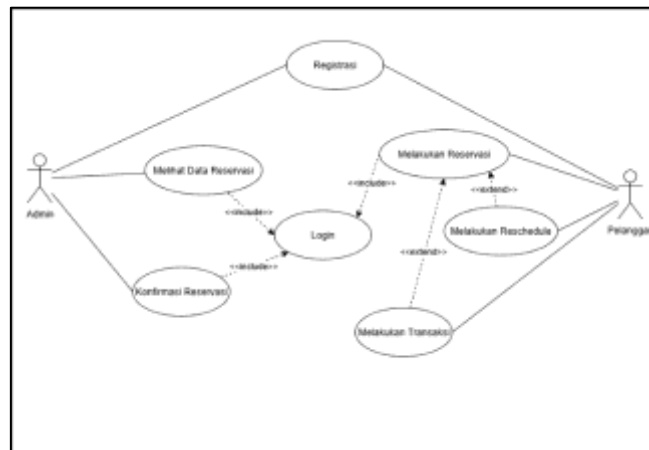 Registrasi
Melihat Data Reservasi
Melakukan Reservasi
<<include>>
<<extend>>
Admin
Pelanggan
<<include>>
Login
Melakukan Reschedule
<<extend>>
<<include>>
Konfirmasi Reservasi
Melakukan Transaksi